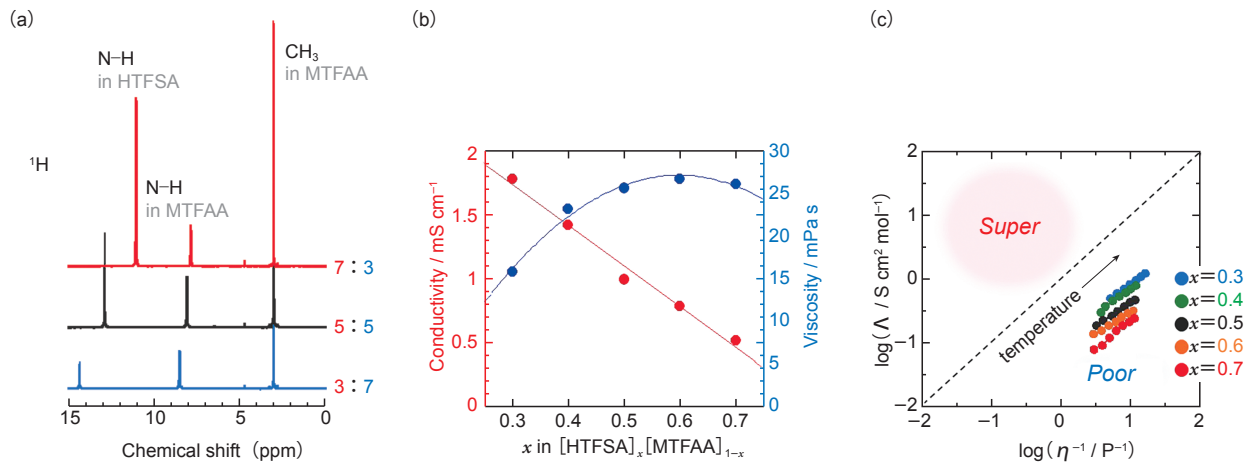 (a)
N−H
in HTFSA
CH3
in MTFAA
¹H
N−H
in MTFAA
7 : 3
5 : 5
3 : 7
15
10
5
0
Chemical shift (ppm)
(b)
Conductivity / mS cm⁻¹
2
1.5
1
0.5
0
30
25
20
15
10
5
0
Viscosity / mPa s
0.3
0.4
0.5
0.6
0.7
x in [HTFSA]x[MTFAA]1−x
(c)
log(Λ / S cm² mol⁻¹)
2
1
0
−1
−2
Super
temperature
Poor
x=0.3
x=0.4
x=0.5
x=0.6
x=0.7
−2
−1
0
1
2
log(η⁻¹ / P⁻¹)